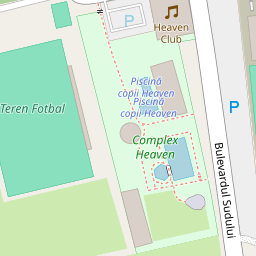 P
Heaven
Club
Piscină
copii Heaven
Piscină
copii Heaven
Teren Fotbal
P
Complex
Heaven
Bulevardul Sudului